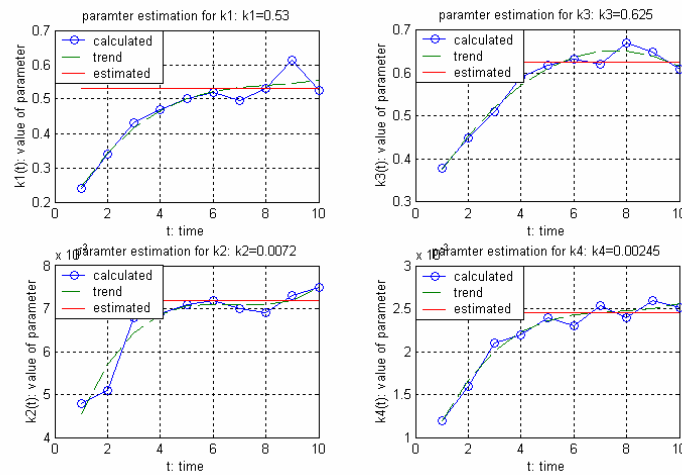 paramter estimation for k1: k1=0.53
0.7
0.6
0.5
0.4
0.3
0.2
k1(t): value of parameter
calculated
trend
estimated
0 2 4 6 8 10
t: time
paramter estimation for k3: k3=0.625
0.7
0.6
0.5
0.4
0.3
k3(t): value of parameter
calculated
trend
estimated
0 2 4 6 8 10
t: time
x 10-3
paramter estimation for k2: k2=0.0072
8
7
6
5
4
k2(t): value of parameter
calculated
trend
estimated
0 2 4 6 8 10
t: time
x 10-3
paramter estimation for k4: k4=0.00245
3
2.5
2
1.5
1
k4(t): value of parameter
calculated
trend
estimated
0 2 4 6 8 10
t: time